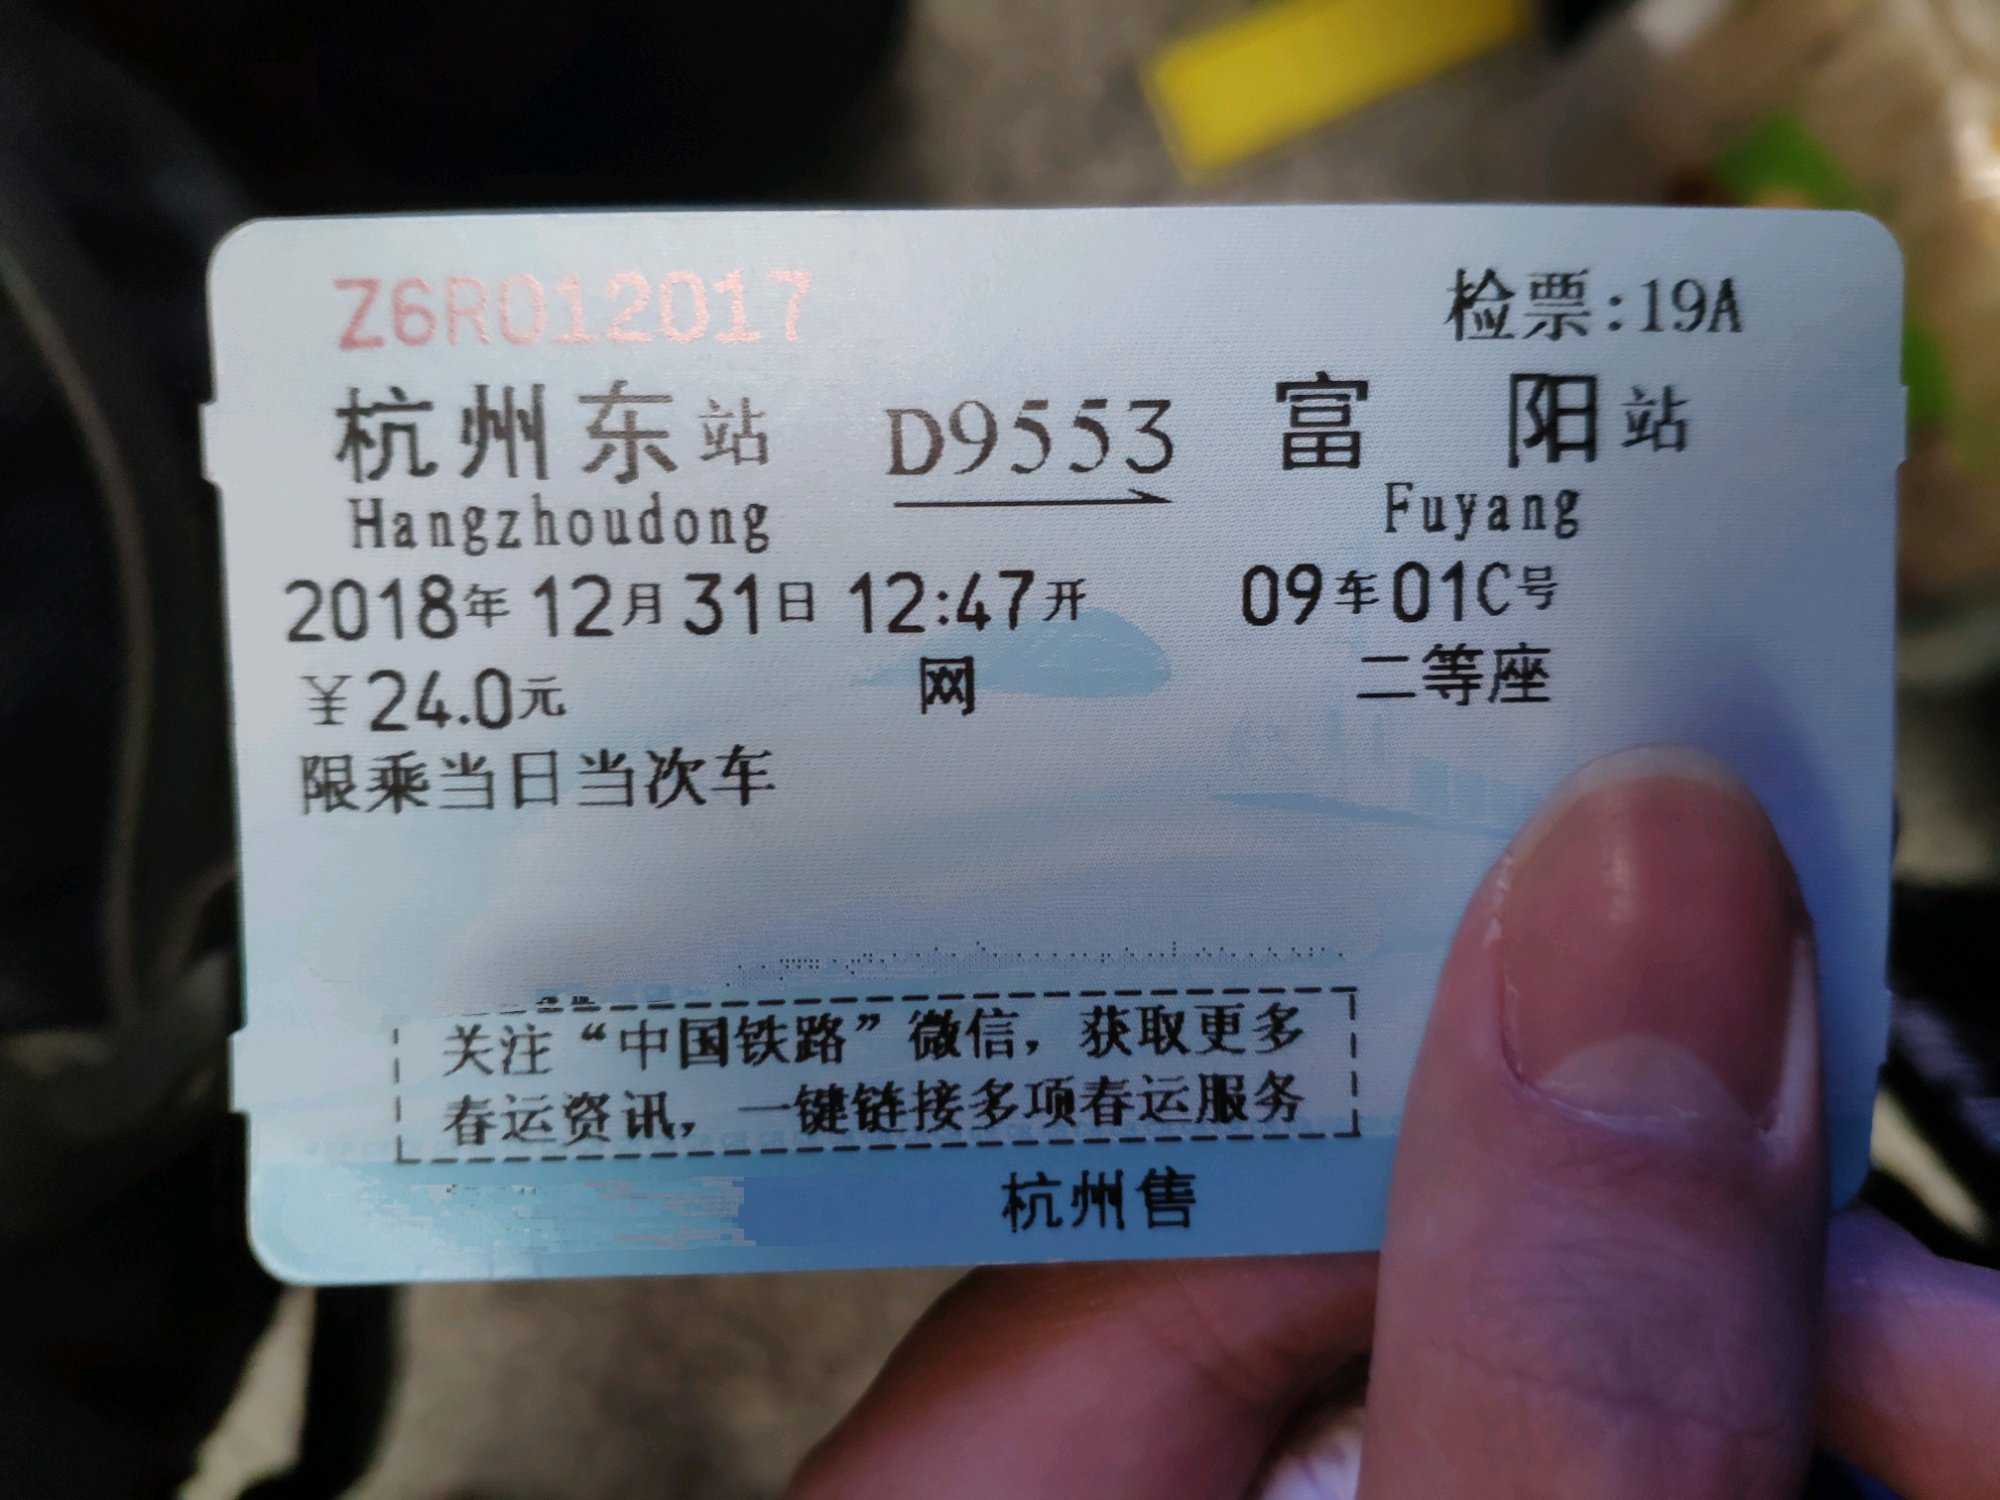 Z6R012017 检票:19A
杭州东站 D9553 富阳站
Hangzhoudong Fuyang
2018年12月31日 12:47开 09车01C号
¥24.0元 网 二等座
限乘当日当次车
关注“中国铁路”微信，获取更多
春运资讯，一键链接多项春运服务
杭州售